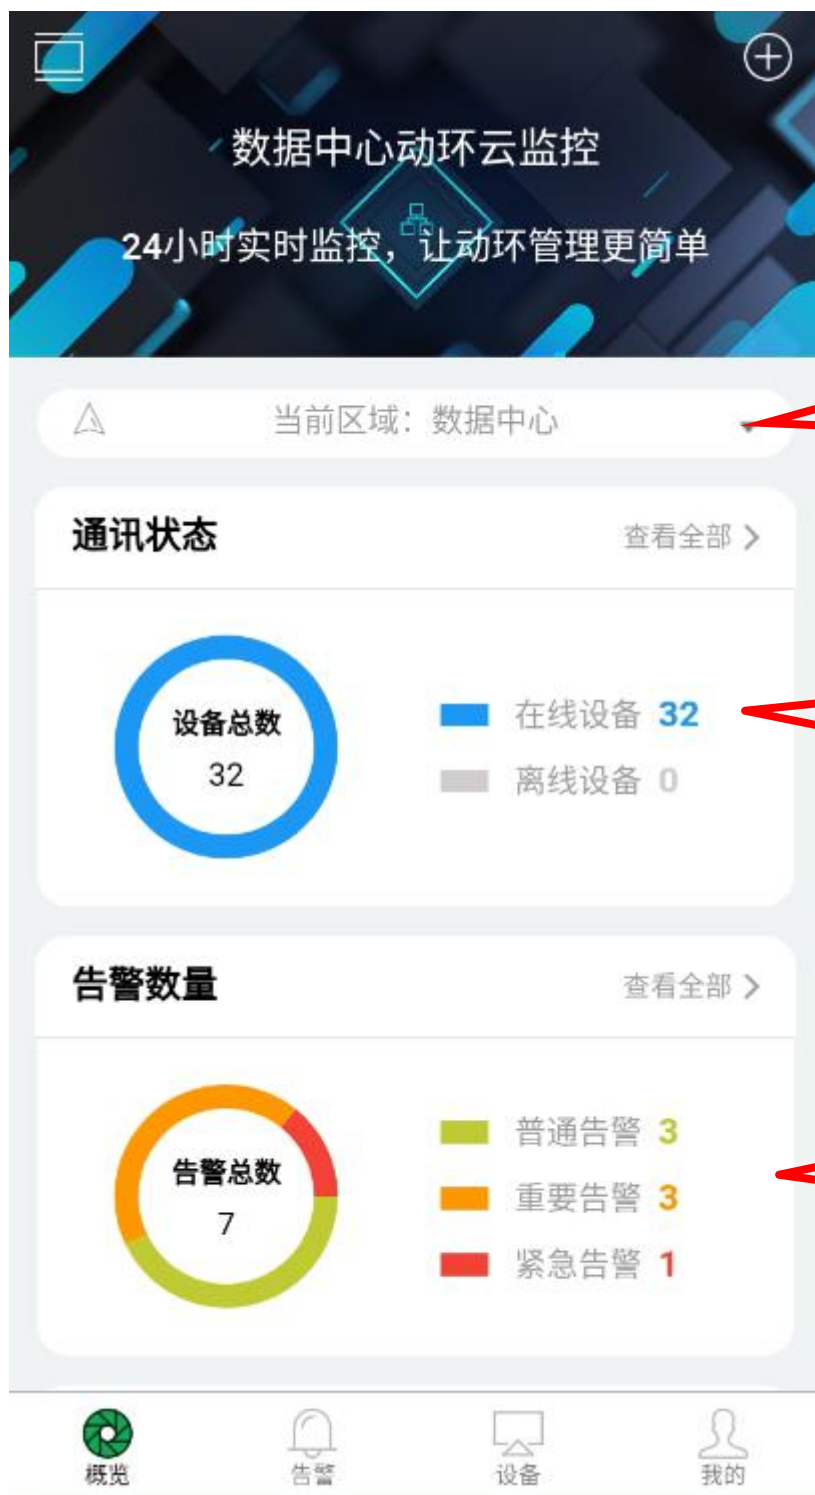 数据中心动环云监控
24小时实时监控，让动环管理更简单
当前区域：数据中心
通讯状态 查看全部
设备总数
32
在线设备 32
离线设备 0
告警数量 查看全部
告警总数
7
普通告警 3
重要告警 3
紧急告警 1
概览 告警 设备 我的